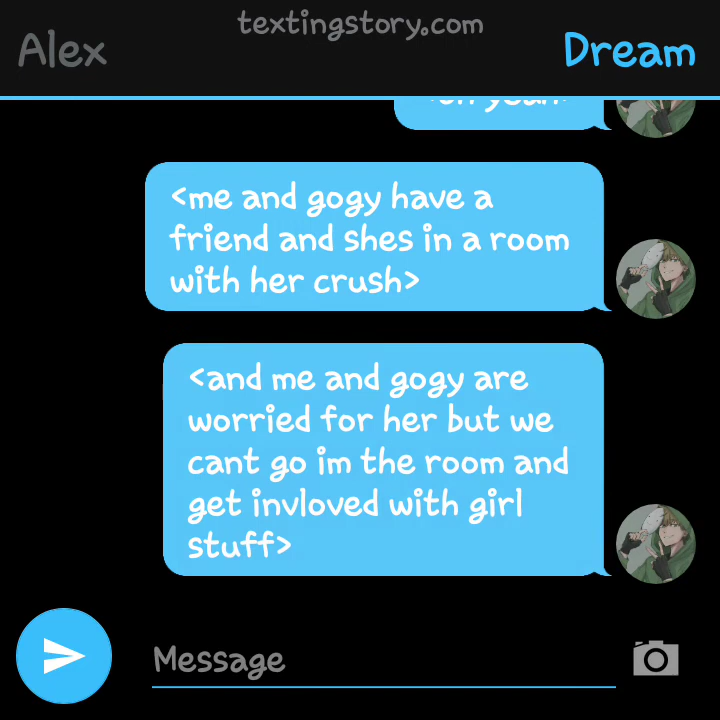 textingstory.com
Alex
Dream
<me and gogy have a
friend and shes in a room
with her crush>
<and me and gogy are
worried for her but we
cant go im the room and
get invloved with girl
stuff>
Message